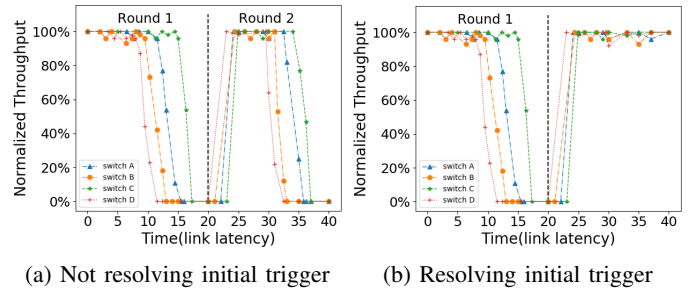 Round 1
Round 2
100%
80%
60%
40%
20%
0%
Normalized Throughput
switch A
switch B
switch C
switch D
0
5
10
15
20
25
30
35
40
Time(link latency)
(a) Not resolving initial trigger
Round 1
100%
80%
60%
40%
20%
0%
Normalized Throughput
switch A
switch B
switch C
switch D
0
5
10
15
20
25
30
35
40
Time(link latency)
(b) Resolving initial trigger